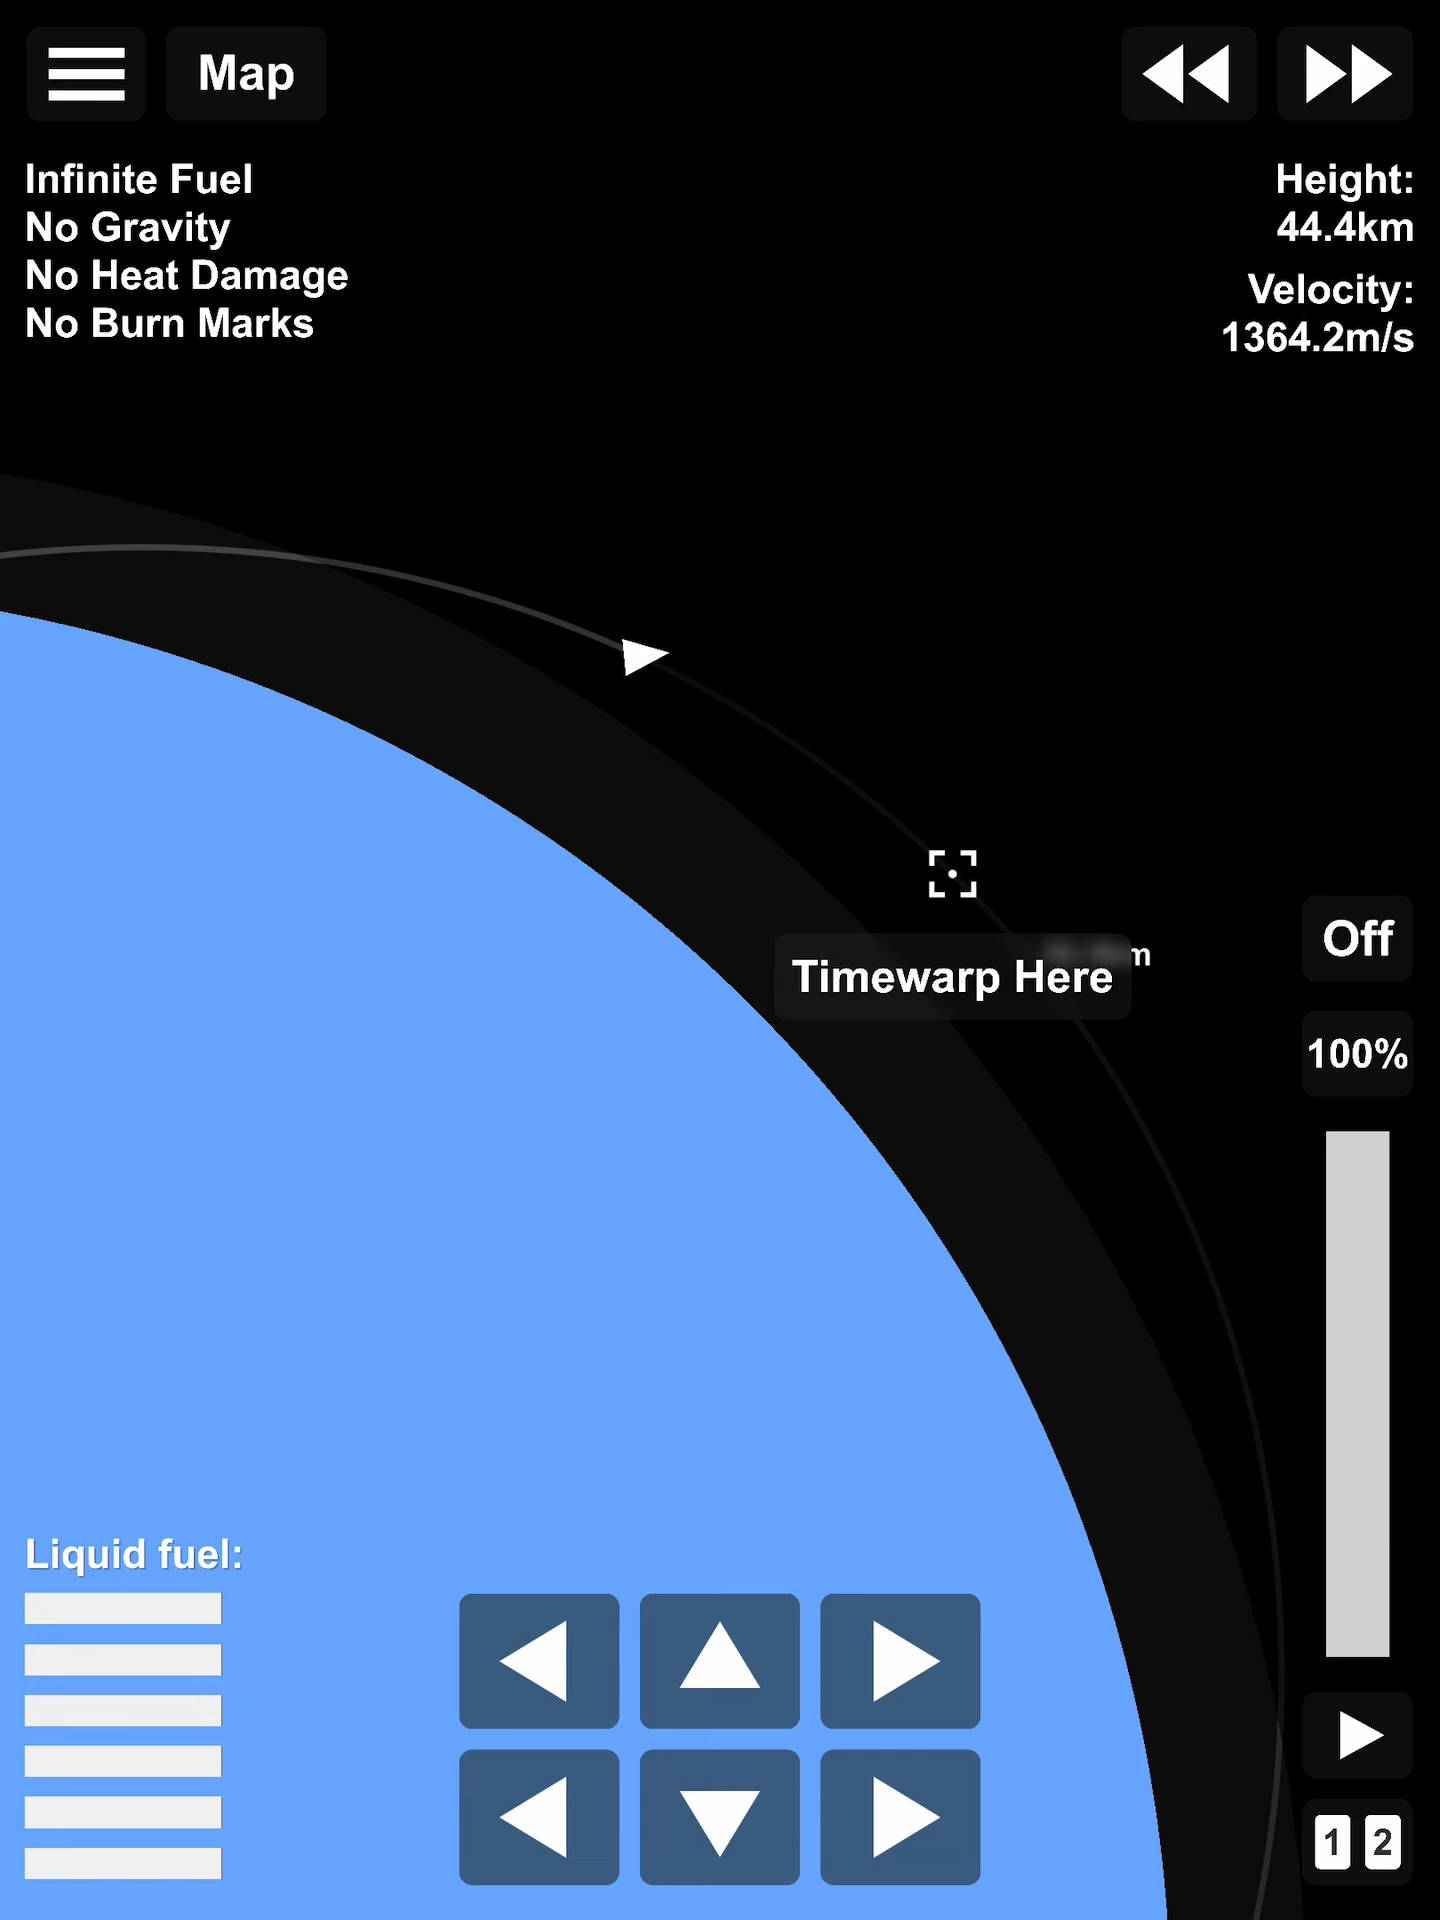 Map
Infinite Fuel
No Gravity
No Heat Damage
No Burn Marks
Height:
44.4km
Velocity:
1364.2m/s
Timewarp Here
Off
100%
Liquid fuel:
1 2